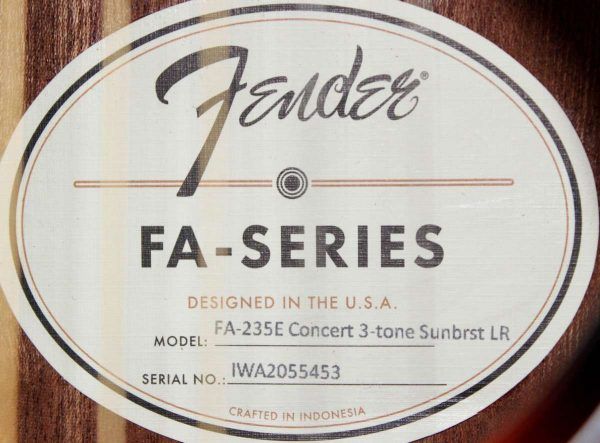 Fender®
FA-SERIES
DESIGNED IN THE U.S.A.
MODEL: FA-235E Concert 3-tone Sunbrst LR
SERIAL NO.: IWA2055453
CRAFTED IN INDONESIA